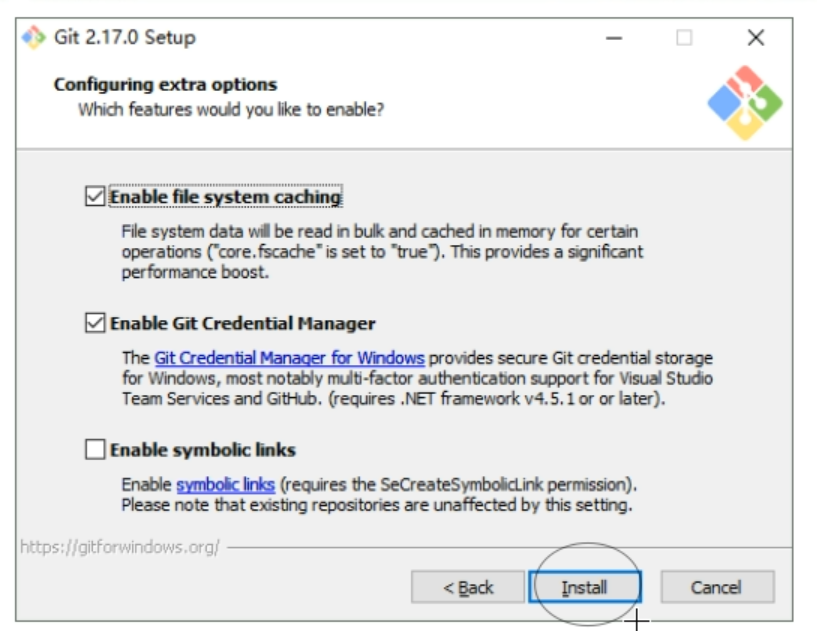 Git 2.17.0 Setup
Configuring extra options
Which features would you like to enable?
Enable file system caching
File system data will be read in bulk and cached in memory for certain
operations ("core.fscache" is set to "true"). This provides a significant
performance boost.
Enable Git Credential Manager
The Git Credential Manager for Windows provides secure Git credential storage
for Windows, most notably multi-factor authentication support for Visual Studio
Team Services and GitHub. (requires .NET framework v4.5.1 or or later).
Enable symbolic links
Enable symbolic links (requires the SeCreateSymbolicLink permission).
Please note that existing repositories are unaffected by this setting.
https://gitforwindows.org/
< Back Install Cancel